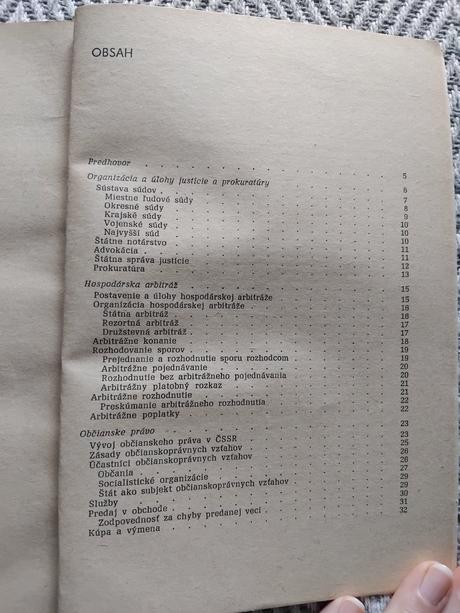 OBSAH
Predhovor . . . . . . . . . . 5
Organizácia a úlohy justície a prokuratúry . . . . . 6
Sústava súdov . . . . . . . . . . 7
Miestne ľudové súdy . . . . . . . . 8
Okresné súdy . . . . . . . . . . 9
Krajské súdy . . . . . . . . . . 10
Vojenské súdy . . . . . . . . . . 10
Najvyšší súd . . . . . . . . . . 10
Štátne notárstvo . . . . . . . . . . 11
Advokácia . . . . . . . . . . 11
Štátna správa justície . . . . . . . . 12
Prokuratúra . . . . . . . . . . 13
Hospodárska arbitráž . . . . . . . . 15
Postavenie a úlohy hospodárskej arbitráže . . . . . 15
Organizácia hospodárskej arbitráže . . . . . . 16
Štátna arbitráž . . . . . . . . . . 16
Rezortná arbitráž . . . . . . . . 17
Družstevná arbitráž . . . . . . . . 17
Arbitrážne konanie . . . . . . . . 18
Rozhodovanie sporov . . . . . . . . 19
Prejednanie a rozhodnutie sporu rozhodcom . . . . 19
Arbitrážne pojednávanie . . . . . . . 20
Rozhodnutie bez arbitrážneho pojednávania . . . . 20
Arbitrážny platobný rozkaz . . . . . . 21
Arbitrážne rozhodnutie . . . . . . . 21
Preskúmanie arbitrážneho rozhodnutia . . . . . 22
Arbitrážne poplatky . . . . . . . . 22
Občianske právo . . . . . . . . . . 23
Vývoj občianskeho práva v ČSSR . . . . . . 23
Zásady občianskoprávnych vzťahov . . . . . . 25
Účastníci občianskoprávnych vzťahov . . . . . 26
Občania . . . . . . . . . . 26
Socialistické organizácie . . . . . . . 27
Štát ako subjekt občianskoprávnych vzťahov . . . . 29
Služby . . . . . . . . . . 29
Predaj v obchode . . . . . . . . . . 30
Zodpovednosť za chyby predanej veci . . . . . 31
Kúpa a výmena . . . . . . . . . . 32